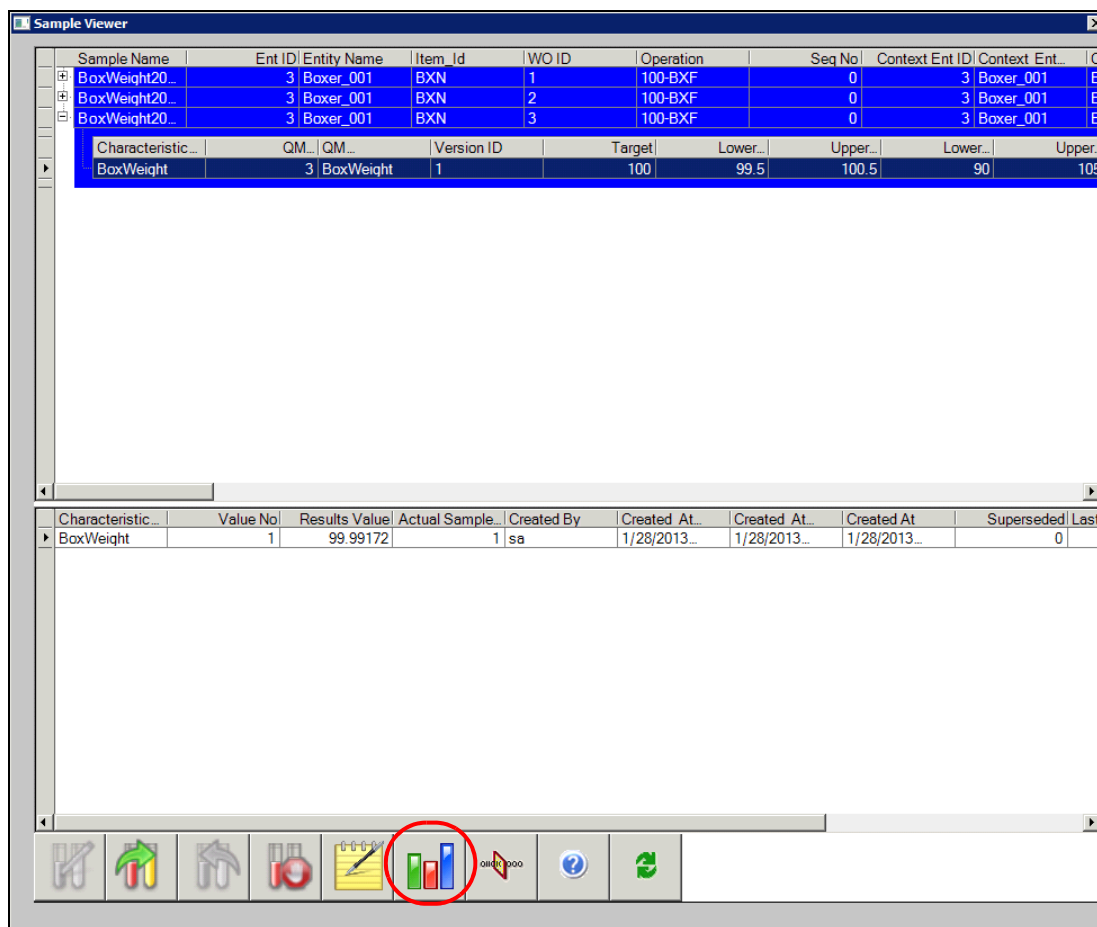 Sample Viewer
Sample Name Ent ID Entity Name Item_Id WO ID Operation Seq No Context Ent ID Context Ent...
BoxWeight20... 3 Boxer_001 BXN 1 100-BXF 0 3 Boxer_001
BoxWeight20... 3 Boxer_001 BXN 2 100-BXF 0 3 Boxer_001
BoxWeight20... 3 Boxer_001 BXN 3 100-BXF 0 3 Boxer_001
Characteristic... QM... QM... Version ID Target Lower... Upper... Lower... Upper...
BoxWeight 3 BoxWeight 1 100 99.5 100.5 90 105
Characteristic... Value No Results Value Actual Sample... Created By Created At... Created At... Created At Superseded Last
BoxWeight 1 99.99172 1 sa 1/28/2013... 1/28/2013... 1/28/2013... 0